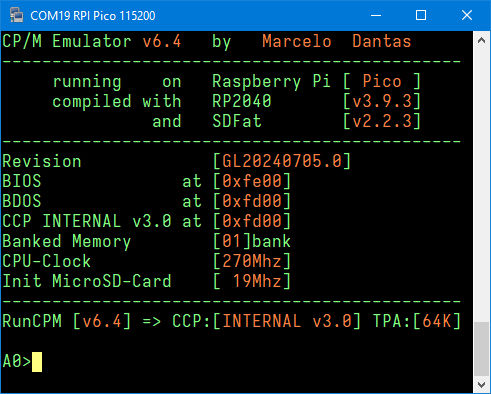 COM19 RPI Pico 115200
CP/M Emulator v6.4   by   Marcelo  Dantas
----------------------------------------------
     running    on   Raspberry Pi [ Pico ]
     compiled with   RP2040       [v3.9.3]
               and   SDFat        [v2.2.3]
----------------------------------------------
Revision             [GL20240705.0]
BIOS              at [0xfe00]
BDOS              at [0xfd00]
CCP INTERNAL v3.0 at [0xfd00]
Banked Memory        [01]bank
CPU-Clock            [270Mhz]
Init MicroSD-Card    [ 19Mhz]
----------------------------------------------
RunCPM [v6.4] => CCP:[INTERNAL v3.0] TPA:[64K]
A0>